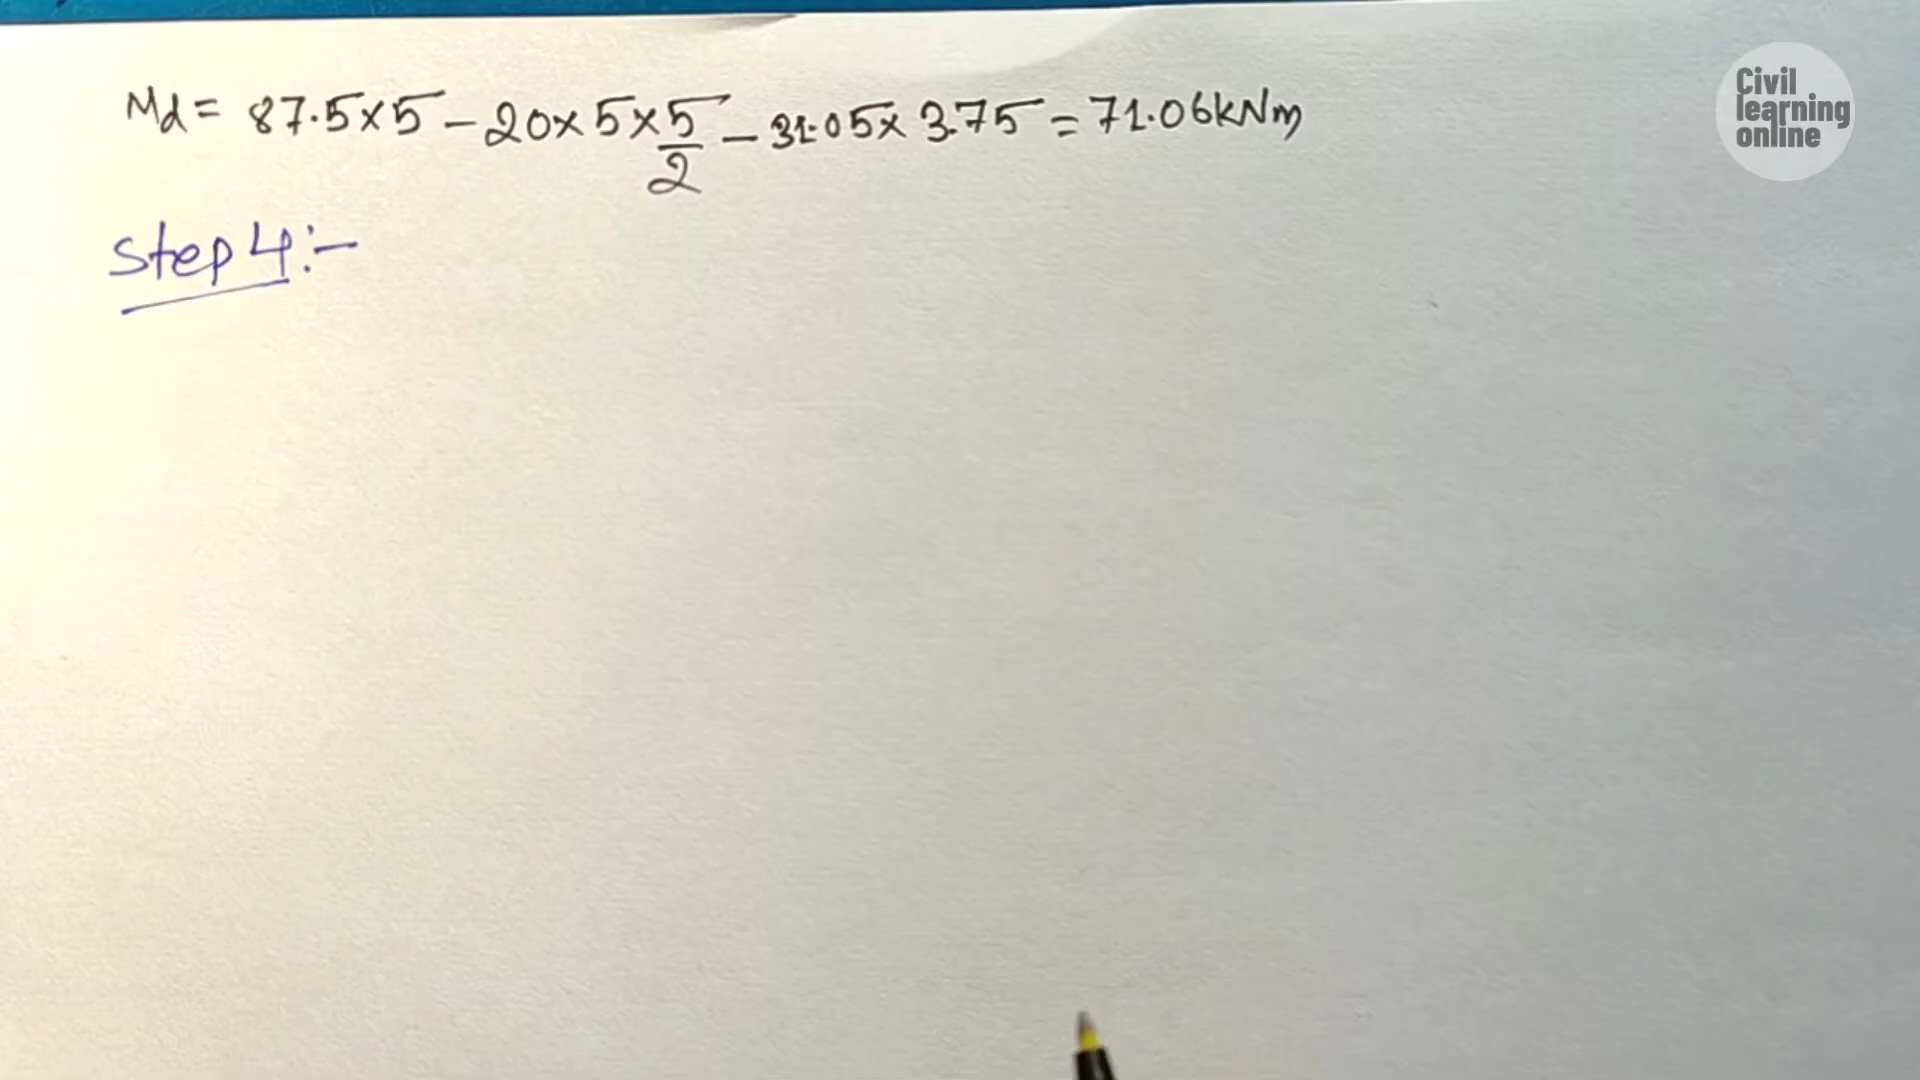 Md = 87.5×5 - 20×5×5/2 - 31.05×3.75 = 71.06kNm
Step 4:-
Civil
learning
online